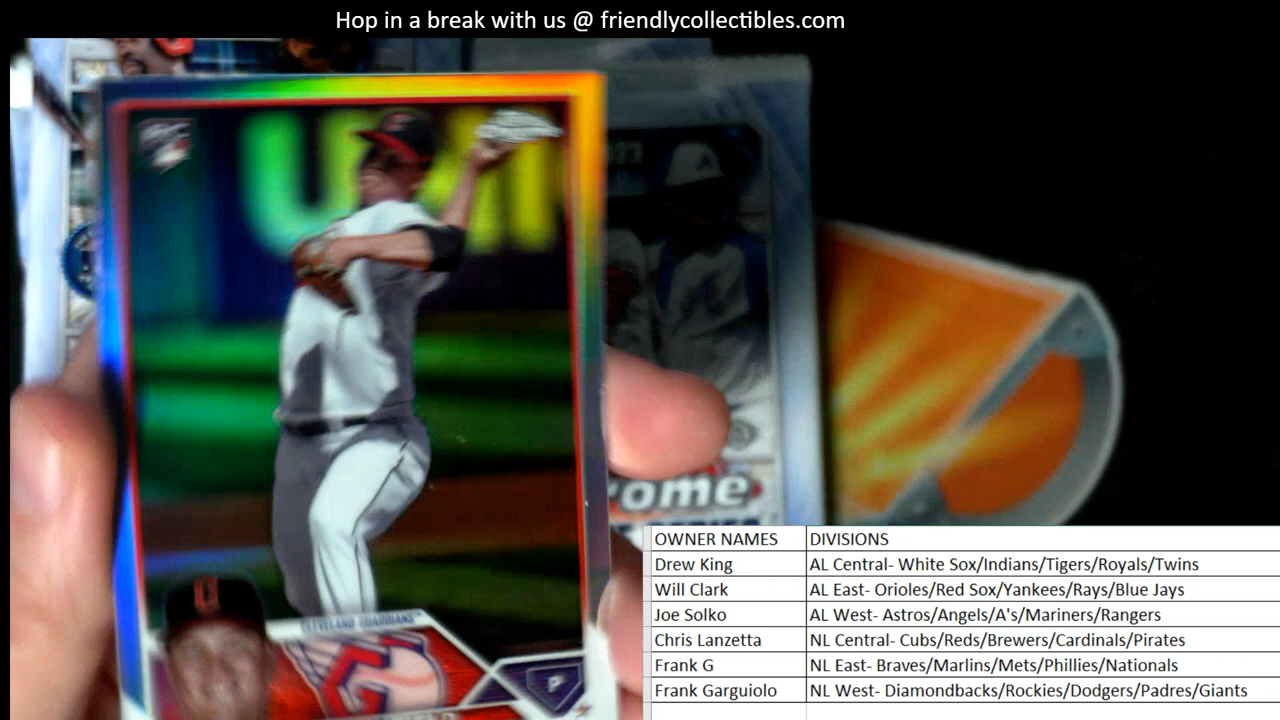 Hop in a break with us @ friendlycollectibles.com
CLEVELAND GUARDIANS
P
OWNER NAMES DIVISIONS
Drew King AL Central- White Sox/Indians/Tigers/Royals/Twins
Will Clark AL East- Orioles/Red Sox/Yankees/Rays/Blue Jays
Joe Solko AL West- Astros/Angels/A's/Mariners/Rangers
Chris Lanzetta NL Central- Cubs/Reds/Brewers/Cardinals/Pirates
Frank G NL East- Braves/Marlins/Mets/Phillies/Nationals
Frank Garguiolo NL West- Diamondbacks/Rockies/Dodgers/Padres/Giants